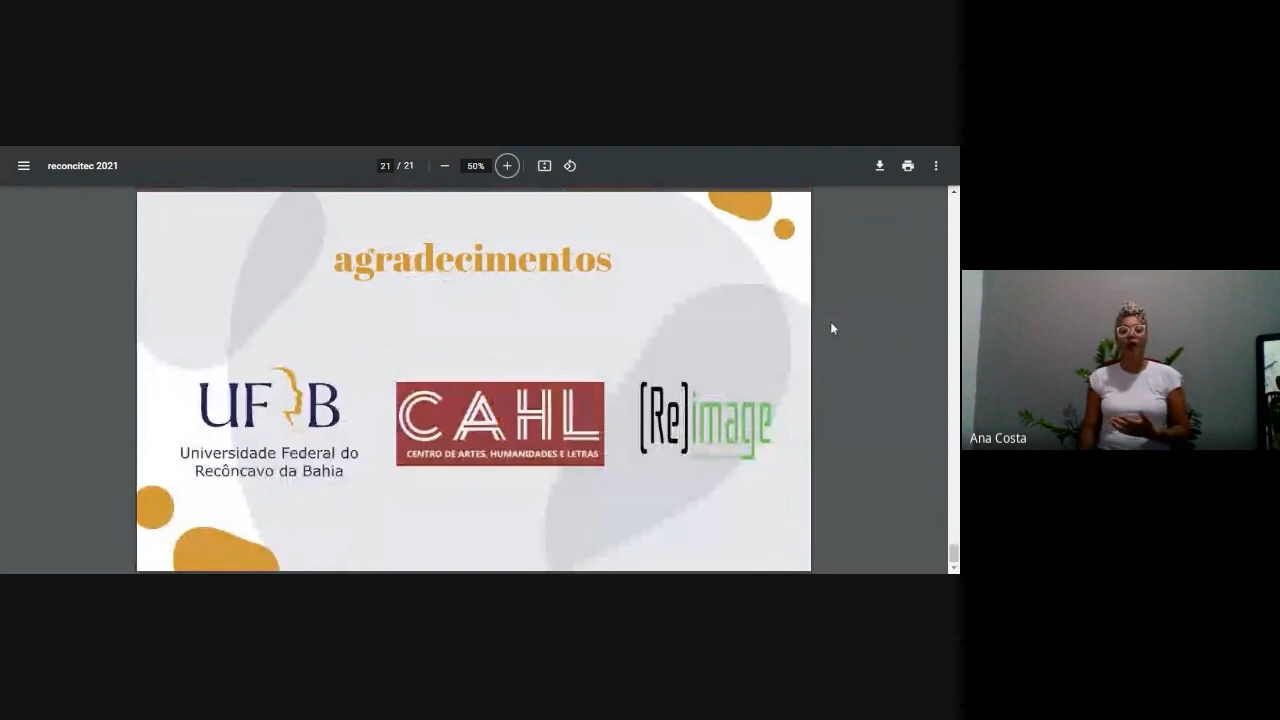 reconcitec 2021
21 / 21
50%
agradecimentos
UFRB
Universidade Federal do
Recôncavo da Bahia
CAHL
CENTRO DE ARTES, HUMANIDADES E LETRAS
[Re]image
Ana Costa